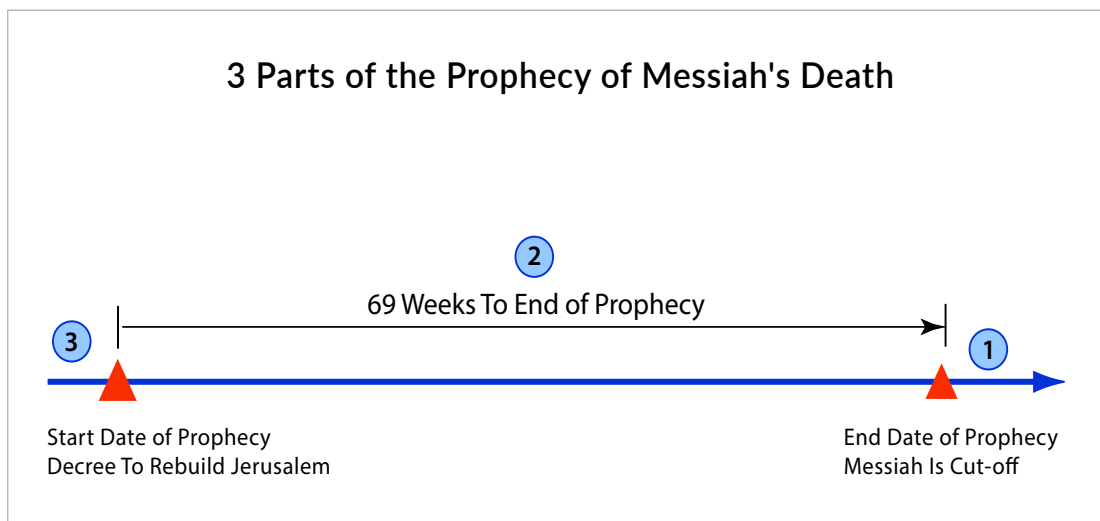 3 Parts of the Prophecy of Messiah's Death
2
69 Weeks To End of Prophecy
3
1
Start Date of Prophecy
Decree To Rebuild Jerusalem
End Date of Prophecy
Messiah Is Cut-off